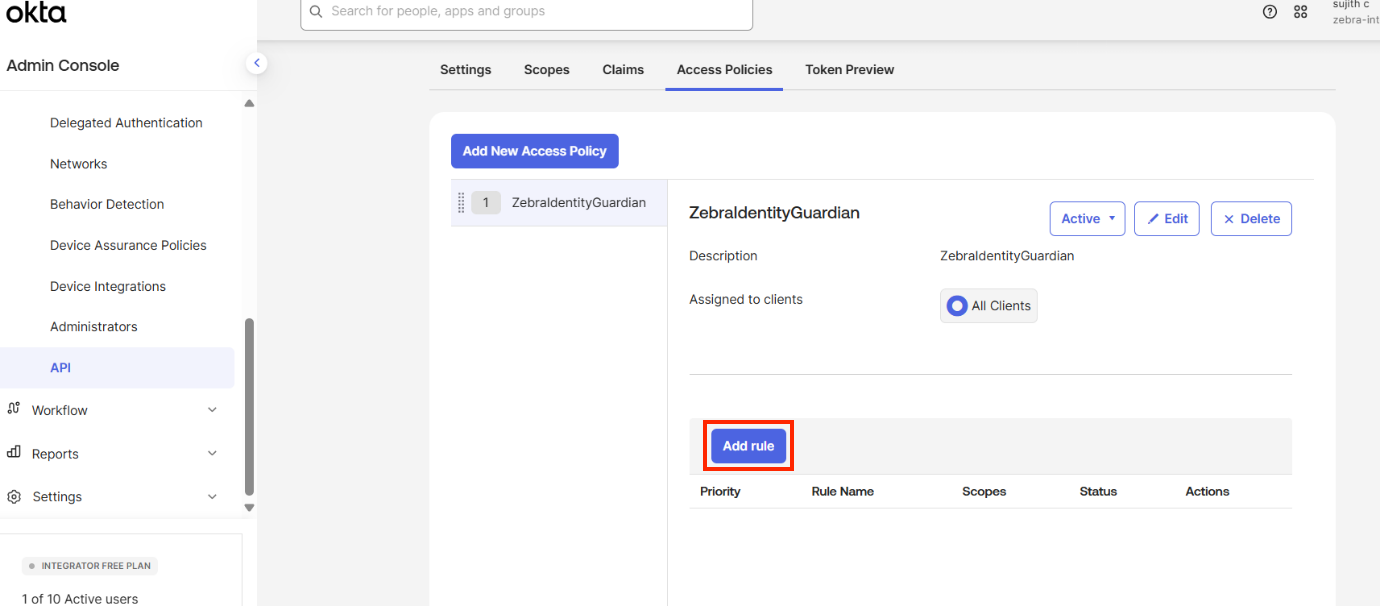 okta
Search for people, apps and groups
sujith c
zebra-int
Admin Console
Settings Scopes Claims Access Policies Token Preview
Delegated Authentication
Networks
Behavior Detection
Device Assurance Policies
Device Integrations
Administrators
API
Workflow
Reports
Settings
INTEGRATOR FREE PLAN
1 of 10 Active users
Add New Access Policy
1 ZebraIdentityGuardian
ZebraIdentityGuardian
Active Edit Delete
Description ZebraIdentityGuardian
Assigned to clients All Clients
Add rule
Priority Rule Name Scopes Status Actions